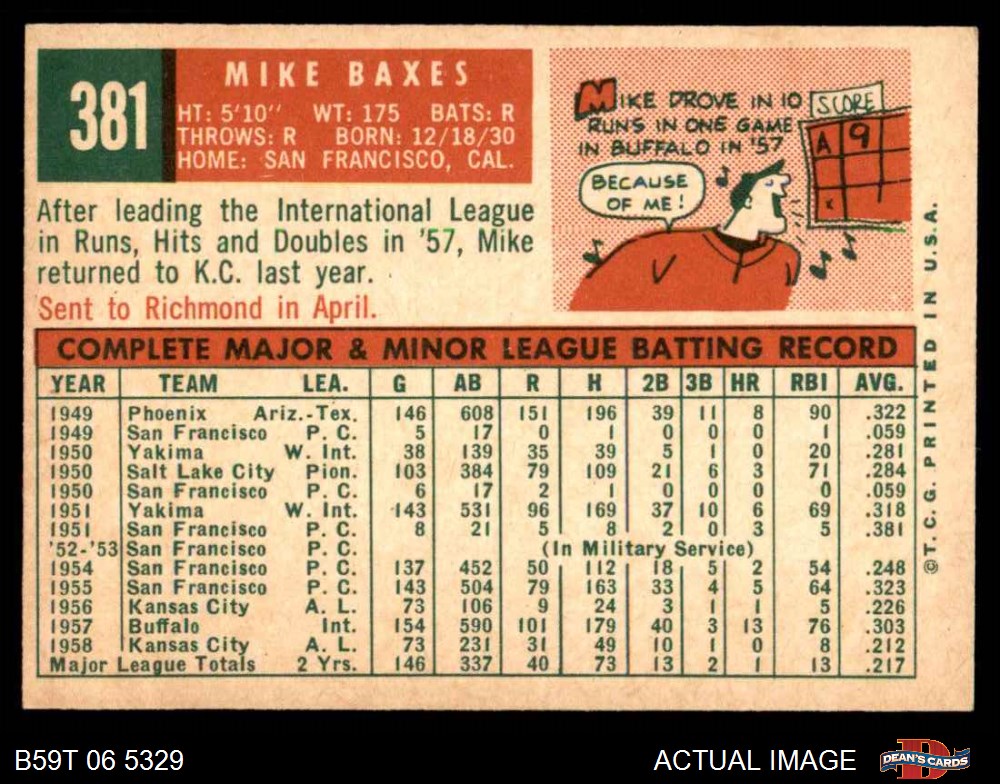 381
MIKE BAXES
HT: 5'10" WT: 175 BATS: R
THROWS: R BORN: 12/18/30
HOME: SAN FRANCISCO, CAL.
MIKE DROVE IN 10
RUNS IN ONE GAME
IN BUFFALO IN '57
SCORE
A 9
x
BECAUSE
OF ME!
After leading the International League
in Runs, Hits and Doubles in '57, Mike
returned to K.C. last year.
Sent to Richmond in April.
COMPLETE MAJOR & MINOR LEAGUE BATTING RECORD
YEAR TEAM LEA. G AB R H 2B 3B HR RBI AVG.
1949 Phoenix Ariz.-Tex. 146 608 151 196 39 11 8 90 .322
1949 San Francisco P. C. 5 17 0 1 0 0 0 1 .059
1950 Yakima W. Int. 38 139 35 39 5 1 0 20 .281
1950 Salt Lake City Pion. 103 384 79 109 21 6 3 71 .284
1950 San Francisco P. C. 6 17 2 1 0 0 0 0 .059
1951 Yakima W. Int. 143 531 96 169 37 10 6 69 .318
1951 San Francisco P. C. 8 21 5 8 2 0 3 5 .381
'52-'53 San Francisco P. C. (In Military Service)
1954 San Francisco P. C. 137 452 50 112 18 5 2 54 .248
1955 San Francisco P. C. 143 504 79 163 33 4 5 64 .323
1956 Kansas City A. L. 73 106 9 24 3 1 1 5 .226
1957 Buffalo Int. 154 590 101 179 40 3 13 76 .303
1958 Kansas City A. L. 73 231 31 49 10 1 0 8 .212
Major League Totals 2 Yrs. 146 337 40 73 13 2 1 13 .217
© T. C. G. PRINTED IN U.S.A.
B59T 06 5329
ACTUAL IMAGE
D
DEAN'S CARDS